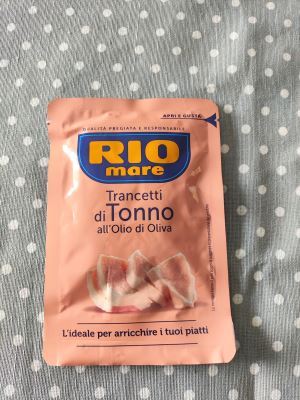 APRI E GUSTA
QUALITÀ PREGIATA E RESPONSABILE
RIO
mare
Trancetti
di Tonno
all'Olio di Oliva
L'ideale per arricchire i tuoi piatti